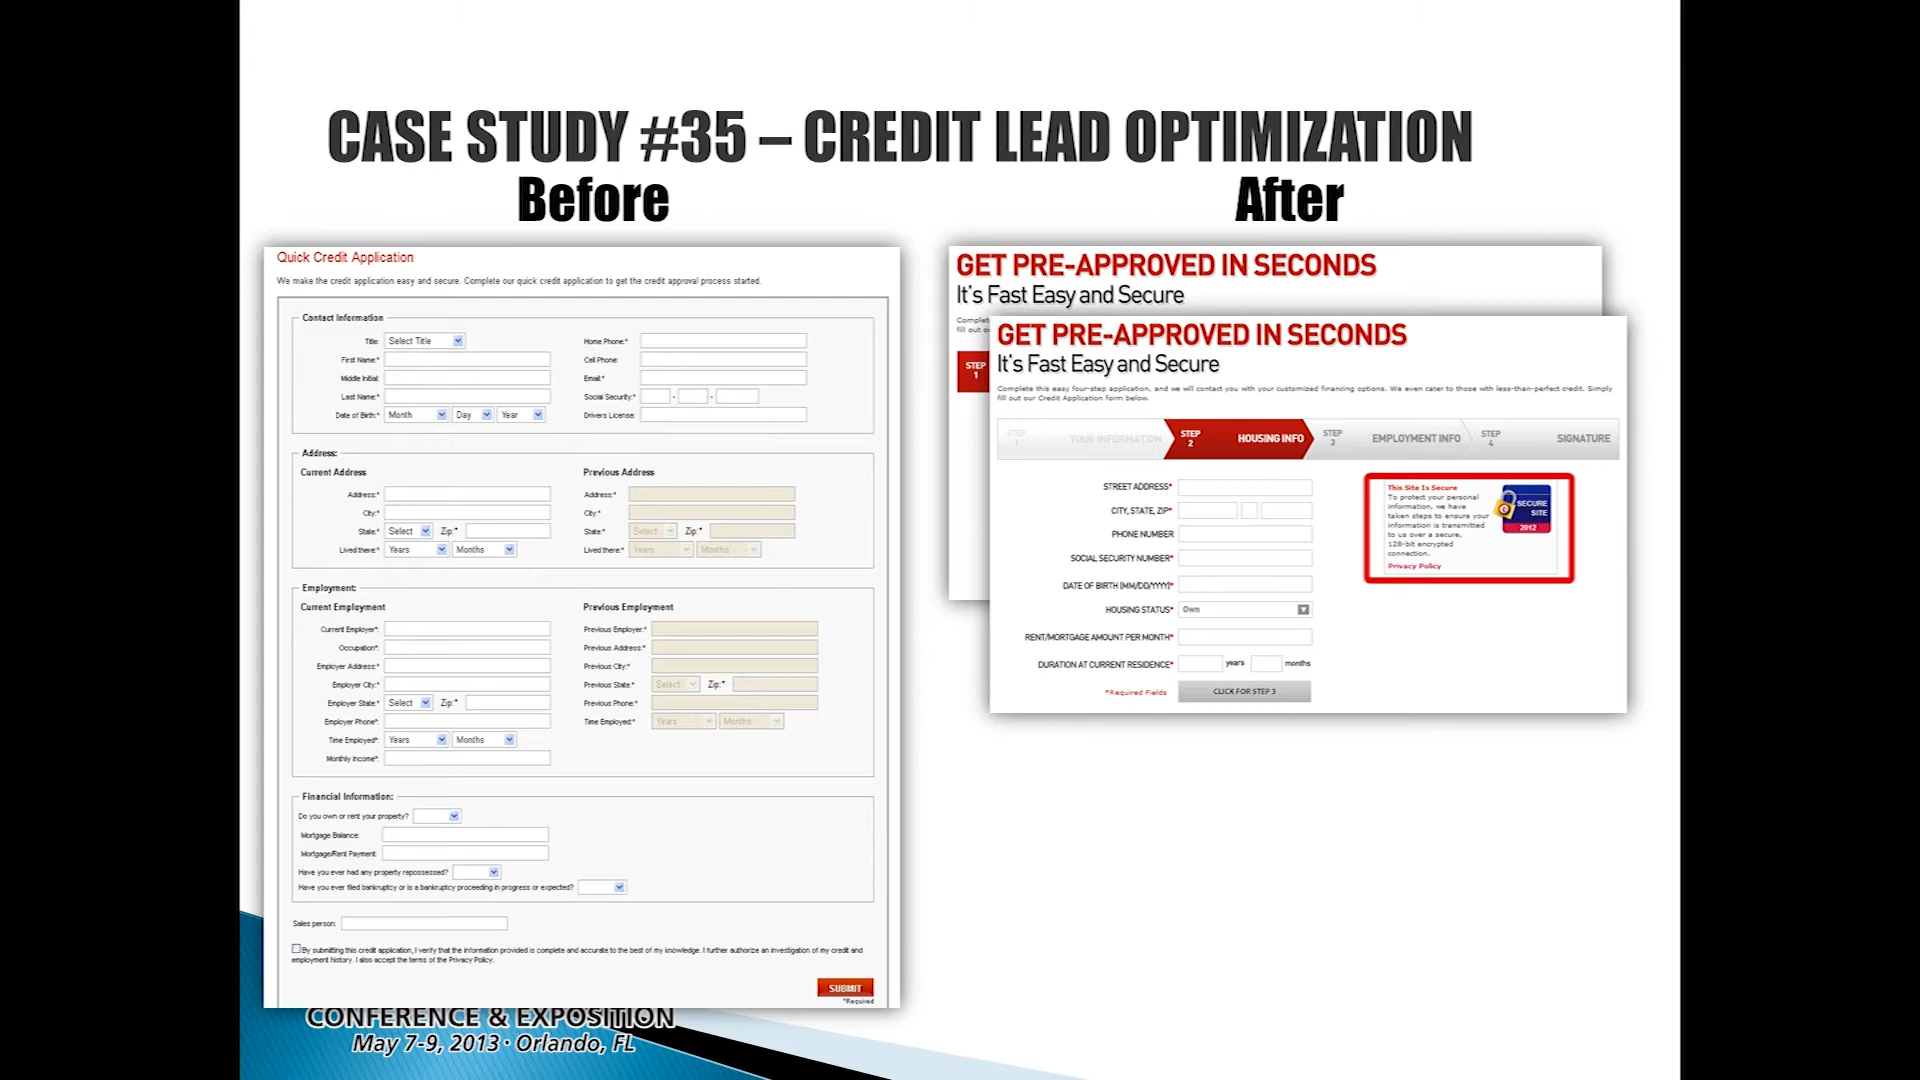 CASE STUDY #35 – CREDIT LEAD OPTIMIZATION
Before
After
Quick Credit Application
We make the credit application easy and secure. Complete our quick credit application to get the credit approval process started.
Contact Information
Title: Select Title
First Name:*
Middle Initial:
Last Name:*
Date of Birth:* Month Day Year
Home Phone:*
Cell Phone:
Email:*
Social Security:* - -
Drivers License:
Address:
Current Address
Address:*
City:*
State:* Select Zip:*
Lived there:* Years Months
Previous Address
Address:*
City:*
State:* Select Zip:*
Lived there:* Years Months
Employment:
Current Employment
Current Employer*:
Occupation*:
Employer Address:*
Employer City:*
Employer State:* Select Zip:*
Employer Phone*:
Time Employed*: Years Months
Monthly Income*:
Previous Employment
Previous Employer:*
Previous Address:*
Previous City:*
Previous State:* Select Zip:*
Previous Phone:*
Time Employed:* Years Months
Financial Information:
Do you own or rent your property?
Mortgage Balance:
Mortgage/Rent Payment:
Have you ever had any property repossessed?
Have you ever filed bankruptcy or is a bankruptcy proceeding in progress or expected?
Sales person:
By submitting this credit application, I verify that the information provided is complete and accurate to the best of my knowledge. I further authorize an investigation of my credit and
employment history. I also accept the terms of the Privacy Policy.
SUBMIT
*Required
GET PRE-APPROVED IN SECONDS
It's Fast Easy and Secure
Complete
fill out
STEP
1
GET PRE-APPROVED IN SECONDS
It's Fast Easy and Secure
Complete this easy four-step application, and we will contact you with your customized financing options. We even cater to those with less-than-perfect credit. Simply
fill out our Credit Application form below.
STEP 1 YOUR INFORMATION
STEP 2 HOUSING INFO
STEP 3 EMPLOYMENT INFO
STEP 4 SIGNATURE
STREET ADDRESS*
CITY, STATE, ZIP*
PHONE NUMBER
SOCIAL SECURITY NUMBER*
DATE OF BIRTH (MM/DD/YYYY)*
HOUSING STATUS* Own
RENT/MORTGAGE AMOUNT PER MONTH*
DURATION AT CURRENT RESIDENCE* years months
*Required Fields
CLICK FOR STEP 3
This Site Is Secure
To protect your personal
information, we have
taken steps to ensure your
information is transmitted
to us over a secure,
128-bit encrypted
connection.
Privacy Policy
SECURE
SITE
2012
CONFERENCE & EXPOSITION
May 7-9, 2013 · Orlando, FL